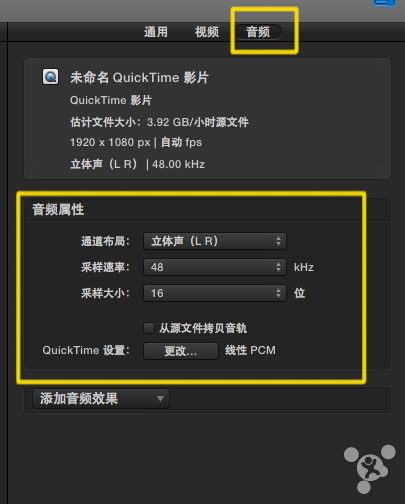 通用 视频 音频
未命名 QuickTime 影片
QuickTime 影片
估计文件大小：3.92 GB/小时源文件
1920 x 1080 px | 自动 fps
立体声（L R） | 48.00 kHz
音频属性
通道布局： 立体声（L R）
采样速率： 48 kHz
采样大小： 16 位
从源文件拷贝音轨
QuickTime 设置： 更改... 线性 PCM
添加音频效果